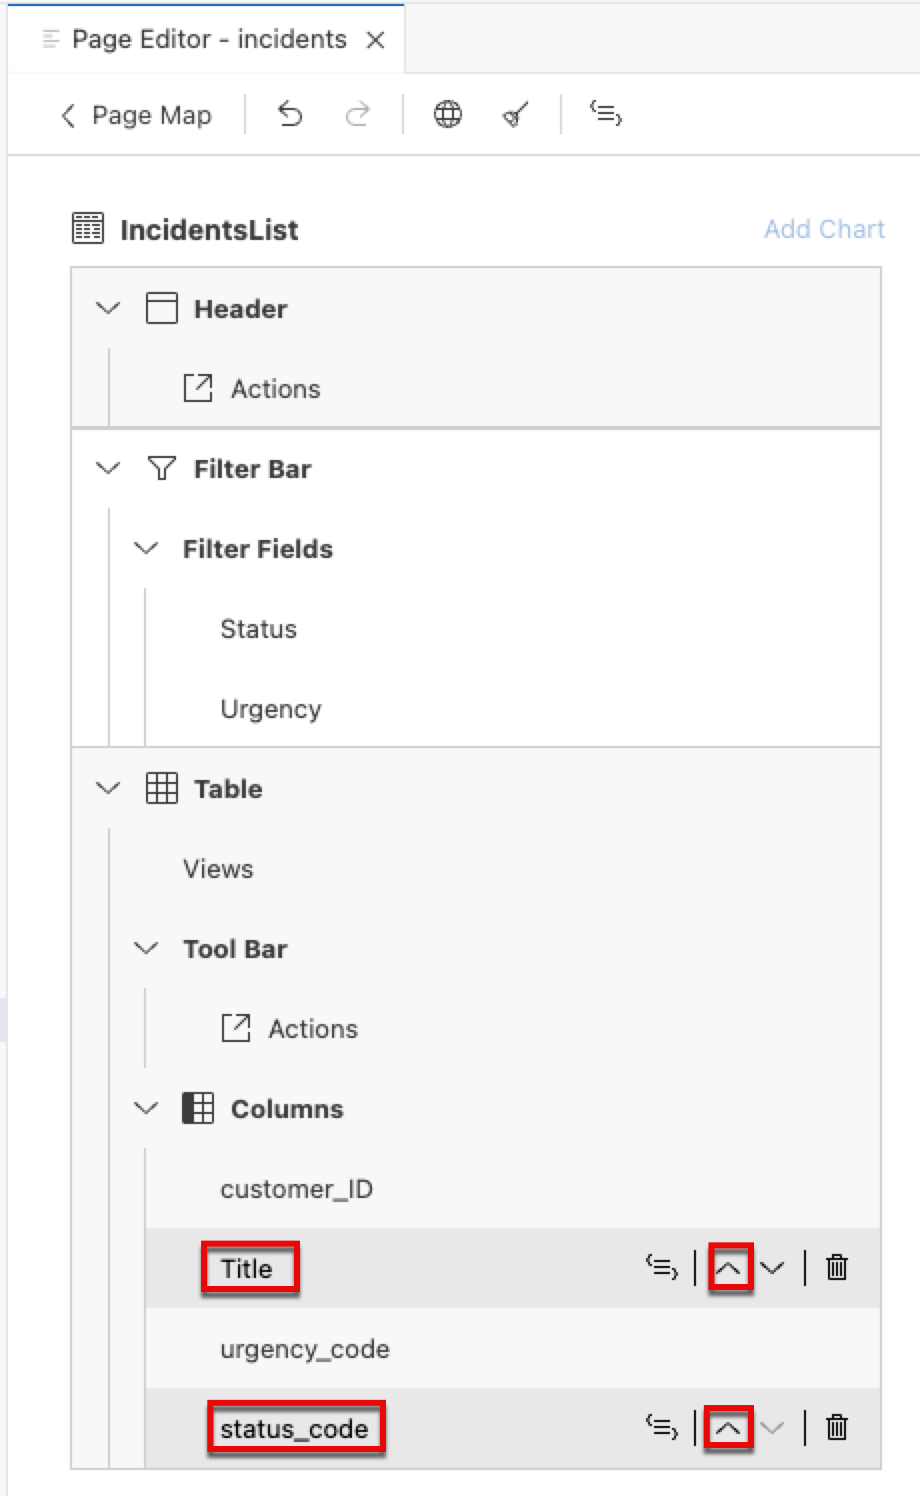 Page Editor - incidents
Page Map
IncidentsList Add Chart
Header
Actions
Filter Bar
Filter Fields
Status
Urgency
Table
Views
Tool Bar
Actions
Columns
customer_ID
Title
urgency_code
status_code